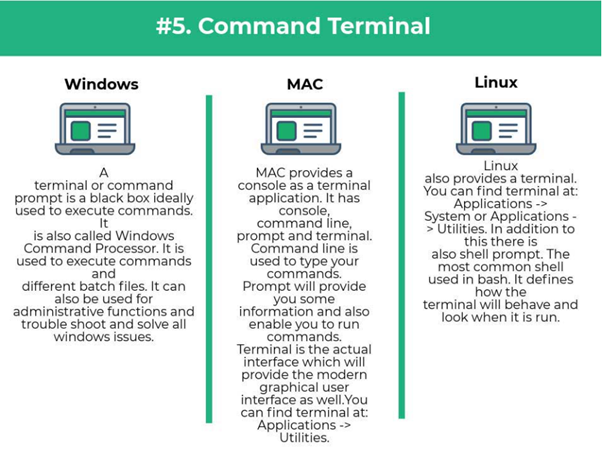 #5. Command Terminal
Windows
A
terminal or command
prompt is a black box ideally
used to execute commands.
It
is also called Windows
Command Processor. It is
used to execute commands
and
different batch files. It can
also be used for
administrative functions and
trouble shoot and solve all
windows issues.
MAC
MAC provides a
console as a terminal
application. It has
console,
command line,
prompt and terminal.
Command line is
used to type your
commands.
Prompt will provide
you some
information and also
enable you to run
commands.
Terminal is the actual
interface which will
provide the modern
graphical user
interface as well.You
can find terminal at:
Applications ->
Utilities.
Linux
Linux
also provides a terminal.
You can find terminal at:
Applications ->
System or Applications -
> Utilities. In addition to
this there is
also shell prompt. The
most common shell
used in bash. It defines
how the
terminal will behave and
look when it is run.